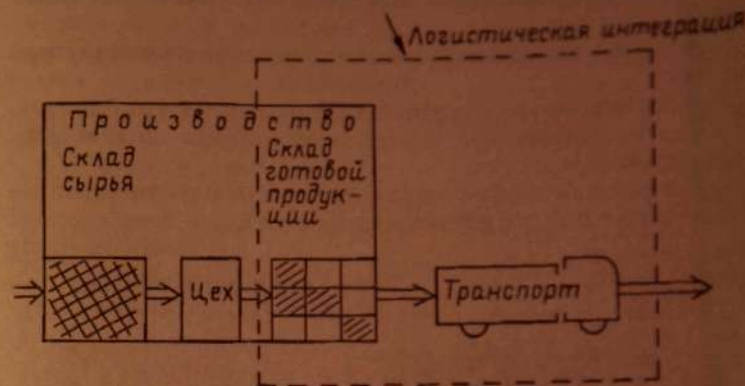 Логистическая интеграция
Производство
Склад
сырья
Склад
готовой
продук-
ции
Цех
Транспорт